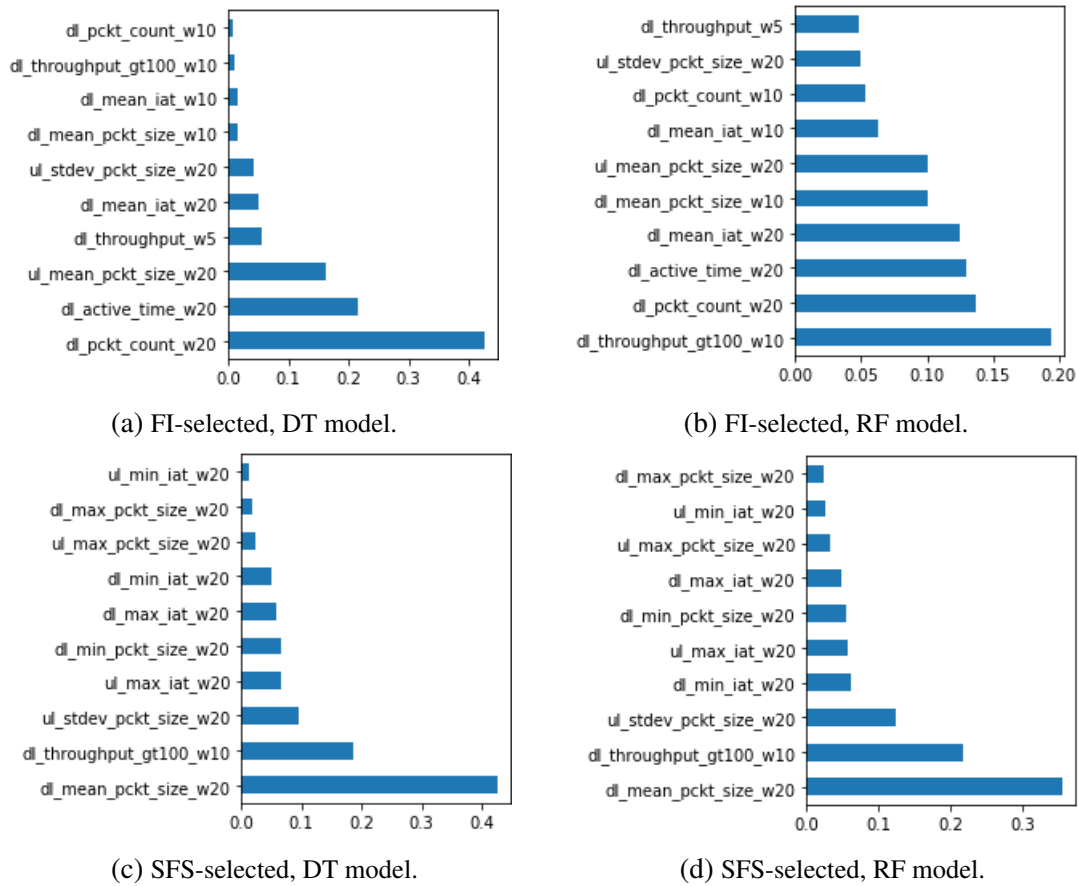 dl_pckt_count_w10
dl_throughput_gt100_w10
dl_mean_iat_w10
dl_mean_pckt_size_w10
ul_stdev_pckt_size_w20
dl_mean_iat_w20
dl_throughput_w5
ul_mean_pckt_size_w20
dl_active_time_w20
dl_pckt_count_w20
0.0 0.1 0.2 0.3 0.4
(a) FI-selected, DT model.
dl_throughput_w5
ul_stdev_pckt_size_w20
dl_pckt_count_w10
dl_mean_iat_w10
ul_mean_pckt_size_w20
dl_mean_pckt_size_w10
dl_mean_iat_w20
dl_active_time_w20
dl_pckt_count_w20
dl_throughput_gt100_w10
0.00 0.05 0.10 0.15 0.20
(b) FI-selected, RF model.
ul_min_iat_w20
dl_max_pckt_size_w20
ul_max_pckt_size_w20
dl_min_iat_w20
dl_max_iat_w20
dl_min_pckt_size_w20
ul_max_iat_w20
ul_stdev_pckt_size_w20
dl_throughput_gt100_w10
dl_mean_pckt_size_w20
0.0 0.1 0.2 0.3 0.4
(c) SFS-selected, DT model.
dl_max_pckt_size_w20
ul_min_iat_w20
ul_max_pckt_size_w20
dl_max_iat_w20
dl_min_pckt_size_w20
ul_max_iat_w20
dl_min_iat_w20
ul_stdev_pckt_size_w20
dl_throughput_gt100_w10
dl_mean_pckt_size_w20
0.0 0.1 0.2 0.3
(d) SFS-selected, RF model.